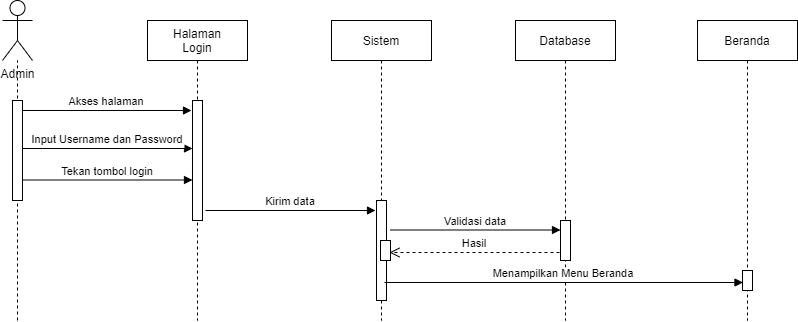 Halaman
Login
Sistem
Database
Beranda
Admin
Akses halaman
Input Username dan Password
Tekan tombol login
Kirim data
Validasi data
Hasil
Menampilkan Menu Beranda